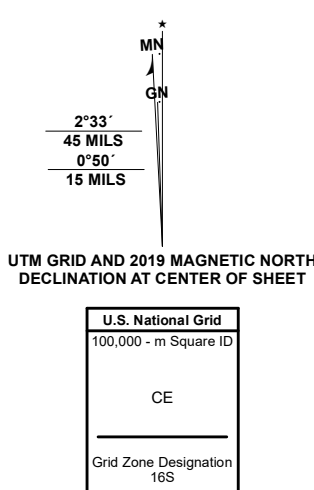 ★
MN
GN
2°33´
45 MILS
0°50´
15 MILS
UTM GRID AND 2019 MAGNETIC NORTH
DECLINATION AT CENTER OF SHEET
U.S. National Grid
100,000 - m Square ID
CE
Grid Zone Designation
16S